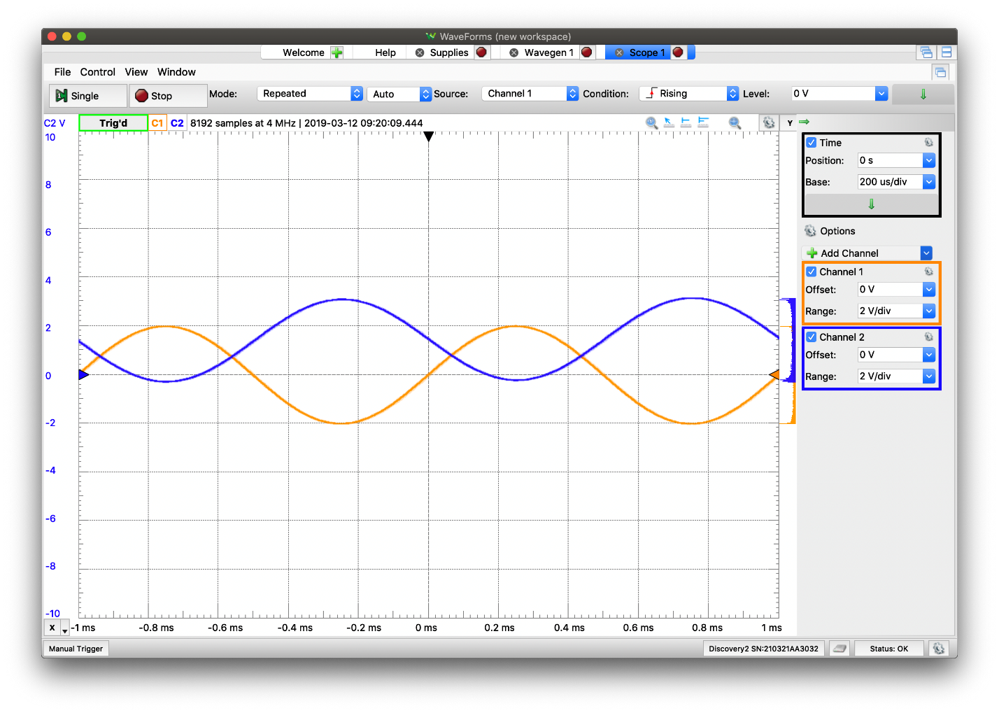 WaveForms (new workspace)
Welcome Help Supplies Wavegen 1 Scope 1
File Control View Window
Single Stop Mode: Repeated Auto Source: Channel 1 Condition: Rising Level: 0 V
C2 V Trig'd C1 C2 8192 samples at 4 MHz | 2019-03-12 09:20:09.444 Y
10
8
6
4
2
0
-2
-4
-6
-8
-10
Time
Position: 0 s
Base: 200 us/div
Options
Add Channel
Channel 1
Offset: 0 V
Range: 2 V/div
Channel 2
Offset: 0 V
Range: 2 V/div
X -1 ms -0.8 ms -0.6 ms -0.4 ms -0.2 ms 0 ms 0.2 ms 0.4 ms 0.6 ms 0.8 ms 1 ms
Manual Trigger Discovery2 SN:210321AA3032 Status: OK